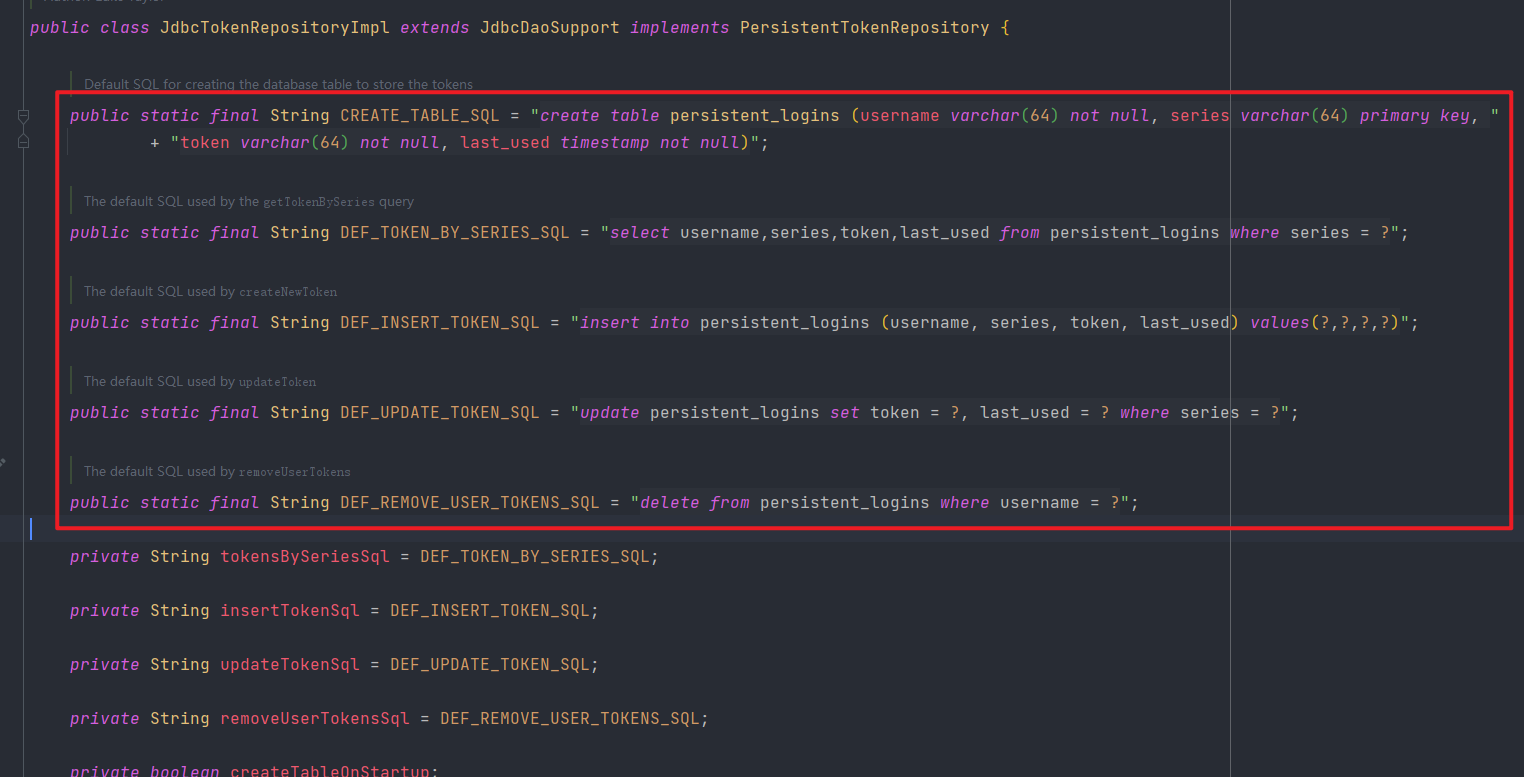 public class JdbcTokenRepositoryImpl extends JdbcDaoSupport implements PersistentTokenRepository {
Default SQL for creating the database table to store the tokens
public static final String CREATE_TABLE_SQL = "create table persistent_logins (username varchar(64) not null, series varchar(64) primary key, "
+ "token varchar(64) not null, last_used timestamp not null)";
The default SQL used by the getTokenBySeries query
public static final String DEF_TOKEN_BY_SERIES_SQL = "select username,series,token,last_used from persistent_logins where series = ?";
The default SQL used by createNewToken
public static final String DEF_INSERT_TOKEN_SQL = "insert into persistent_logins (username, series, token, last_used) values(?,?,?,?)";
The default SQL used by updateToken
public static final String DEF_UPDATE_TOKEN_SQL = "update persistent_logins set token = ?, last_used = ? where series = ?";
The default SQL used by removeUserTokens
public static final String DEF_REMOVE_USER_TOKENS_SQL = "delete from persistent_logins where username = ?";
private String tokensBySeriesSql = DEF_TOKEN_BY_SERIES_SQL;
private String insertTokenSql = DEF_INSERT_TOKEN_SQL;
private String updateTokenSql = DEF_UPDATE_TOKEN_SQL;
private String removeUserTokensSql = DEF_REMOVE_USER_TOKENS_SQL;
private boolean createTableOnStartup;